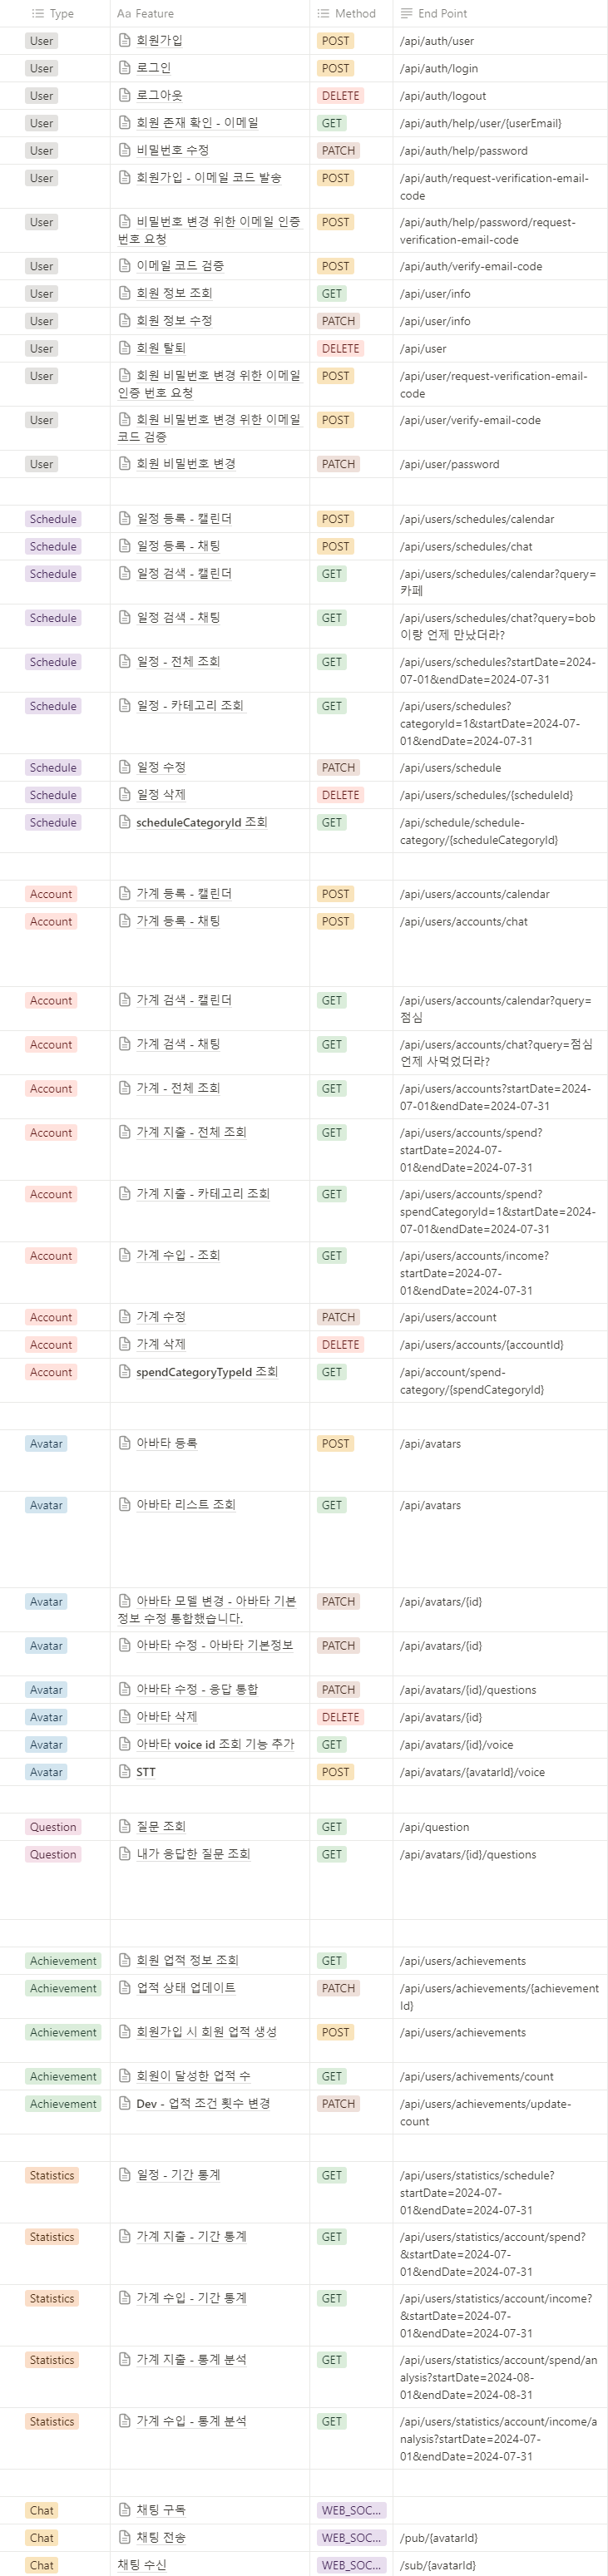 Type Aa Feature Method End Point
User 회원가입 POST /api/auth/user
User 로그인 POST /api/auth/login
User 로그아웃 DELETE /api/auth/logout
User 회원 존재 확인 - 이메일 GET /api/auth/help/user/{userEmail}
User 비밀번호 수정 PATCH /api/auth/help/password
User 회원가입 - 이메일 코드 발송 POST /api/auth/request-verification-email-
code
User 비밀번호 변경 위한 이메일 인증 POST /api/auth/help/password/request-
번호 요청 verification-email-code
User 이메일 코드 검증 POST /api/auth/verify-email-code
User 회원 정보 조회 GET /api/user/info
User 회원 정보 수정 PATCH /api/user/info
User 회원 탈퇴 DELETE /api/user
User 회원 비밀번호 변경 위한 이메일 POST /api/user/request-verification-email-
인증 번호 요청 code
User 회원 비밀번호 변경 위한 이메일 POST /api/user/verify-email-code
코드 검증
User 회원 비밀번호 변경 PATCH /api/user/password
Schedule 일정 등록 - 캘린더 POST /api/users/schedules/calendar
Schedule 일정 등록 - 채팅 POST /api/users/schedules/chat
Schedule 일정 검색 - 캘린더 GET /api/users/schedules/calendar?query=
카페
Schedule 일정 검색 - 채팅 GET /api/users/schedules/chat?query=bob
이랑 언제 만났더라?
Schedule 일정 - 전체 조회 GET /api/users/schedules?startDate=2024-
07-01&endDate=2024-07-31
Schedule 일정 - 카테고리 조회 GET /api/users/schedules?
categoryId=1&startDate=2024-07-
01&endDate=2024-07-31
Schedule 일정 수정 PATCH /api/users/schedule
Schedule 일정 삭제 DELETE /api/users/schedules/{scheduleId}
Schedule scheduleCategoryId 조회 GET /api/schedule/schedule-
category/{scheduleCategoryId}
Account 가계 등록 - 캘린더 POST /api/users/accounts/calendar
Account 가계 등록 - 채팅 POST /api/users/accounts/chat
Account 가계 검색 - 캘린더 GET /api/users/accounts/calendar?query=
점심
Account 가계 검색 - 채팅 GET /api/users/accounts/chat?query=점심
언제 사먹었더라?
Account 가계 - 전체 조회 GET /api/users/accounts?startDate=2024-
07-01&endDate=2024-07-31
Account 가계 지출 - 전체 조회 GET /api/users/accounts/spend?
startDate=2024-07-
01&endDate=2024-07-31
Account 가계 지출 - 카테고리 조회 GET /api/users/accounts/spend?
spendCategoryId=1&startDate=2024-
07-01&endDate=2024-07-31
Account 가계 수입 - 조회 GET /api/users/accounts/income?
startDate=2024-07-
01&endDate=2024-07-31
Account 가계 수정 PATCH /api/users/account
Account 가계 삭제 DELETE /api/users/accounts/{accountId}
Account spendCategoryTypeId 조회 GET /api/account/spend-
category/{spendCategoryId}
Avatar 아바타 등록 POST /api/avatars
Avatar 아바타 리스트 조회 GET /api/avatars
Avatar 아바타 모델 변경 - 아바타 기본 PATCH /api/avatars/{id}
정보 수정 통합했습니다.
Avatar 아바타 수정 - 아바타 기본정보 PATCH /api/avatars/{id}
Avatar 아바타 수정 - 응답 통합 PATCH /api/avatars/{id}/questions
Avatar 아바타 삭제 DELETE /api/avatars/{id}
Avatar 아바타 voice id 조회 기능 추가 GET /api/avatars/{id}/voice
Avatar STT POST /api/avatars/{avatarId}/voice
Question 질문 조회 GET /api/question
Question 내가 응답한 질문 조회 GET /api/avatars/{id}/questions
Achievement 회원 업적 정보 조회 GET /api/users/achievements
Achievement 업적 상태 업데이트 PATCH /api/users/achievements/{achievement
Id}
Achievement 회원가입 시 회원 업적 생성 POST /api/users/achievements
Achievement 회원이 달성한 업적 수 GET /api/users/achivements/count
Achievement Dev - 업적 조건 횟수 변경 PATCH /api/users/achievements/update-
count
Statistics 일정 - 기간 통계 GET /api/users/statistics/schedule?
startDate=2024-07-
01&endDate=2024-07-31
Statistics 가계 지출 - 기간 통계 GET /api/users/statistics/account/spend?
&startDate=2024-07-
01&endDate=2024-07-31
Statistics 가계 수입 - 기간 통계 GET /api/users/statistics/account/income?
&startDate=2024-07-
01&endDate=2024-07-31
Statistics 가계 지출 - 통계 분석 GET /api/users/statistics/account/spend/an
alysis?startDate=2024-08-
01&endDate=2024-08-31
Statistics 가계 수입 - 통계 분석 GET /api/users/statistics/account/income/a
nalysis?startDate=2024-07-
01&endDate=2024-07-31
Chat 채팅 구독 WEB_SOC...
Chat 채팅 전송 WEB_SOC... /pub/{avatarId}
Chat 채팅 수신 WEB_SOC... /sub/{avatarId}